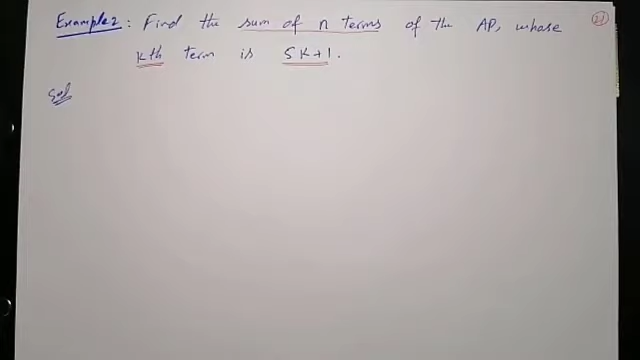 Example 2 : Find the sum of n terms of the AP, whose
kth term is 5k+1.
Sol